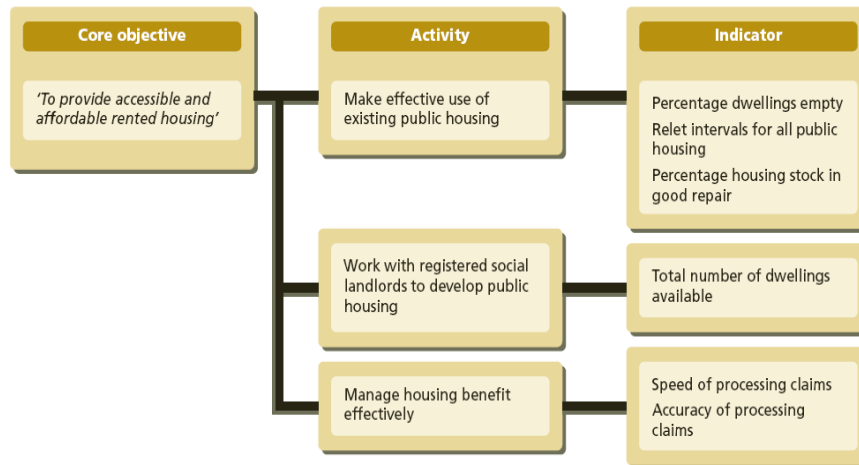 Core objective
'To provide accessible and
affordable rented housing'
Activity
Make effective use of
existing public housing
Work with registered social
landlords to develop public
housing
Manage housing benefit
effectively
Indicator
Percentage dwellings empty
Relet intervals for all public
housing
Percentage housing stock in
good repair
Total number of dwellings
available
Speed of processing claims
Accuracy of processing
claims